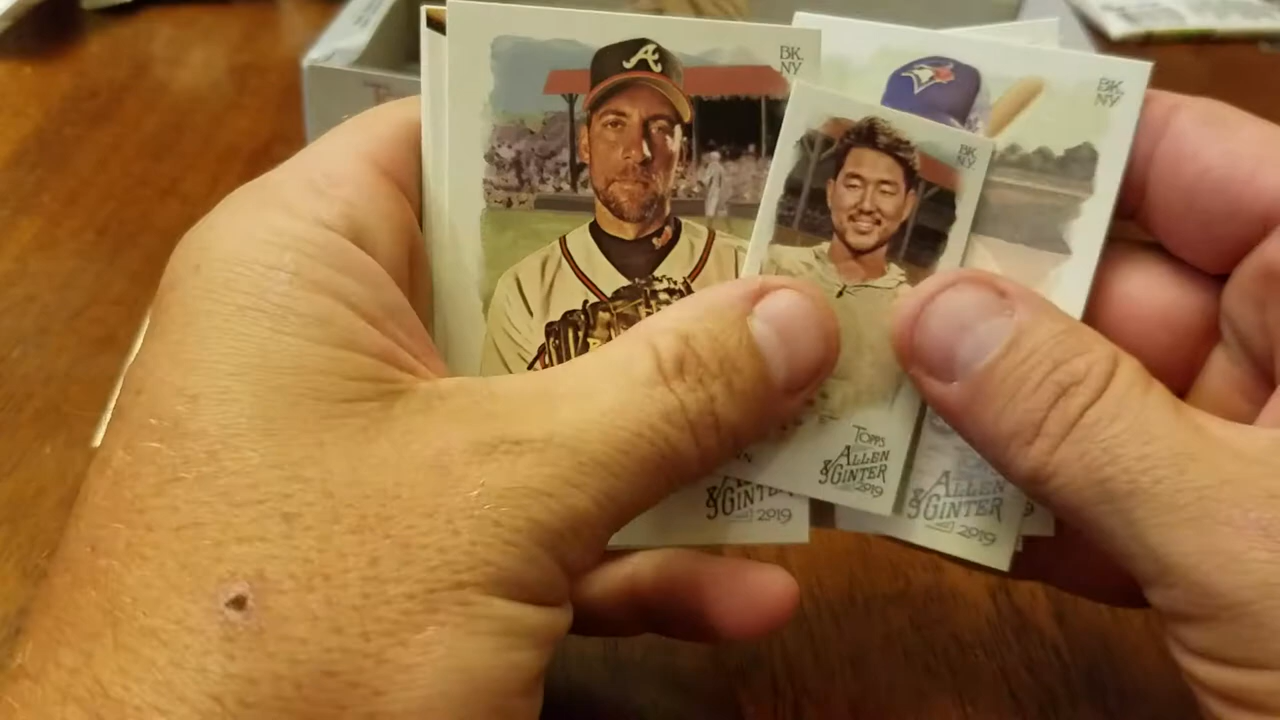 A
BK.
NY
BK.
NY
BK.
NY
TOPPS
ALLEN
& GINTER
2019
& GINTER
2019
ALLEN
& GINTER
2019